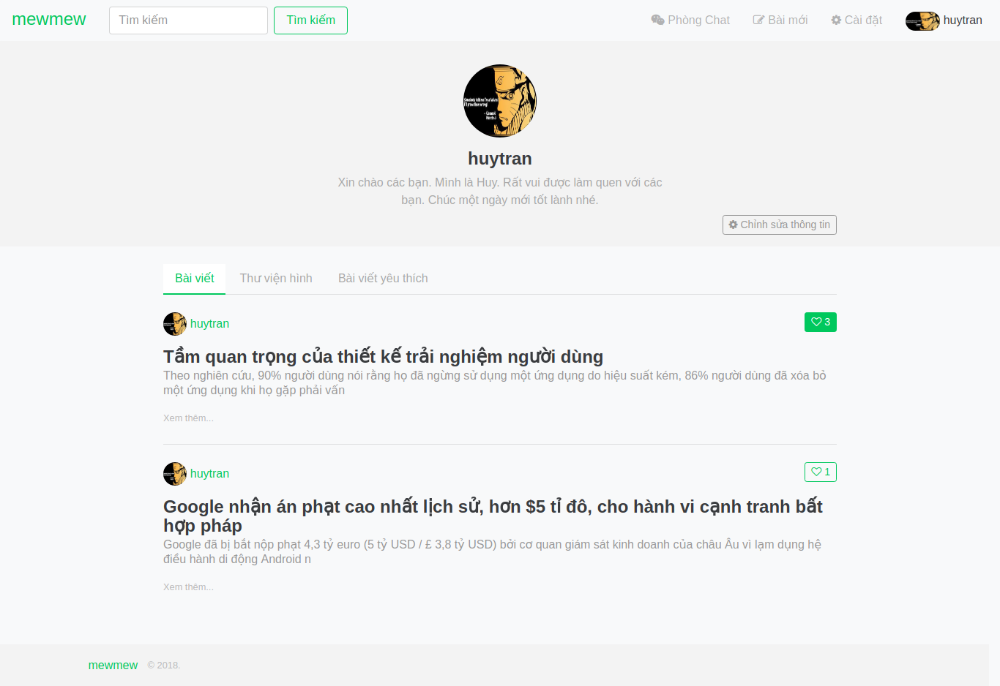 mewmew Tìm kiếm Tìm kiếm Phòng Chat Bài mới Cài đặt huytran
huytran
Xin chào các bạn. Mình là Huy. Rất vui được làm quen với các
bạn. Chúc một ngày mới tốt lành nhé.
Chỉnh sửa thông tin
Bài viết Thư viện hình Bài viết yêu thích
huytran 3
Tầm quan trọng của thiết kế trải nghiệm người dùng
Theo nghiên cứu, 90% người dùng nói rằng họ đã ngừng sử dụng một ứng dụng do hiệu suất kém, 86% người dùng đã xóa bỏ
một ứng dụng khi họ gặp phải vấn
Xem thêm...
huytran 1
Google nhận án phạt cao nhất lịch sử, hơn $5 tỉ đô, cho hành vi cạnh tranh bất
hợp pháp
Google đã bị bắt nộp phạt 4,3 tỷ euro (5 tỷ USD / £ 3,8 tỷ USD) bởi cơ quan giám sát kinh doanh của châu Âu vì lạm dụng hệ
điều hành di động Android n
Xem thêm...
mewmew © 2018.